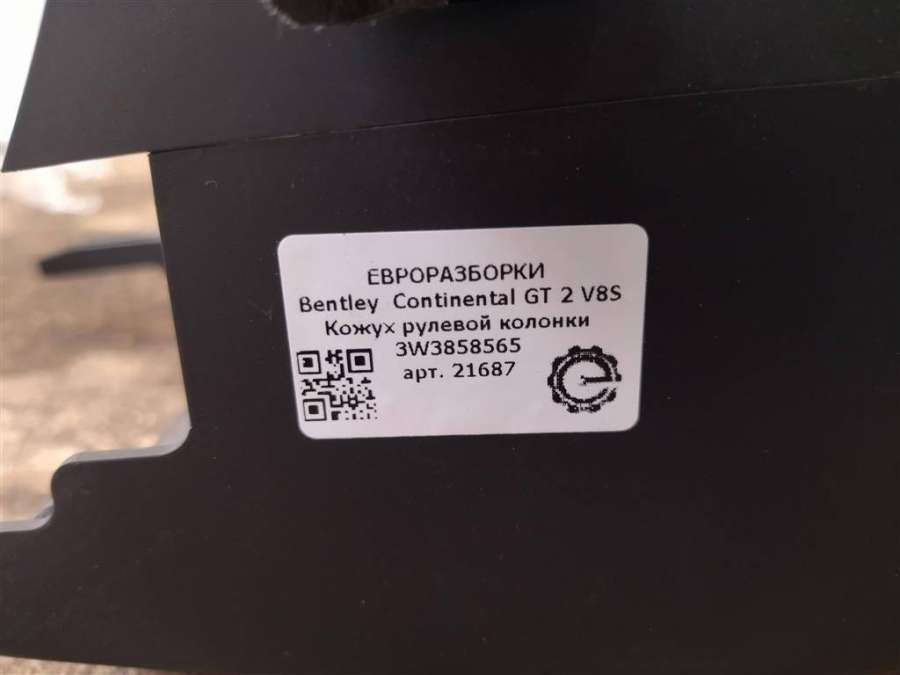 ЕВРОРАЗБОРКИ
Bentley Continental GT 2 V8S
Кожух рулевой колонки
3W3858565
арт. 21687